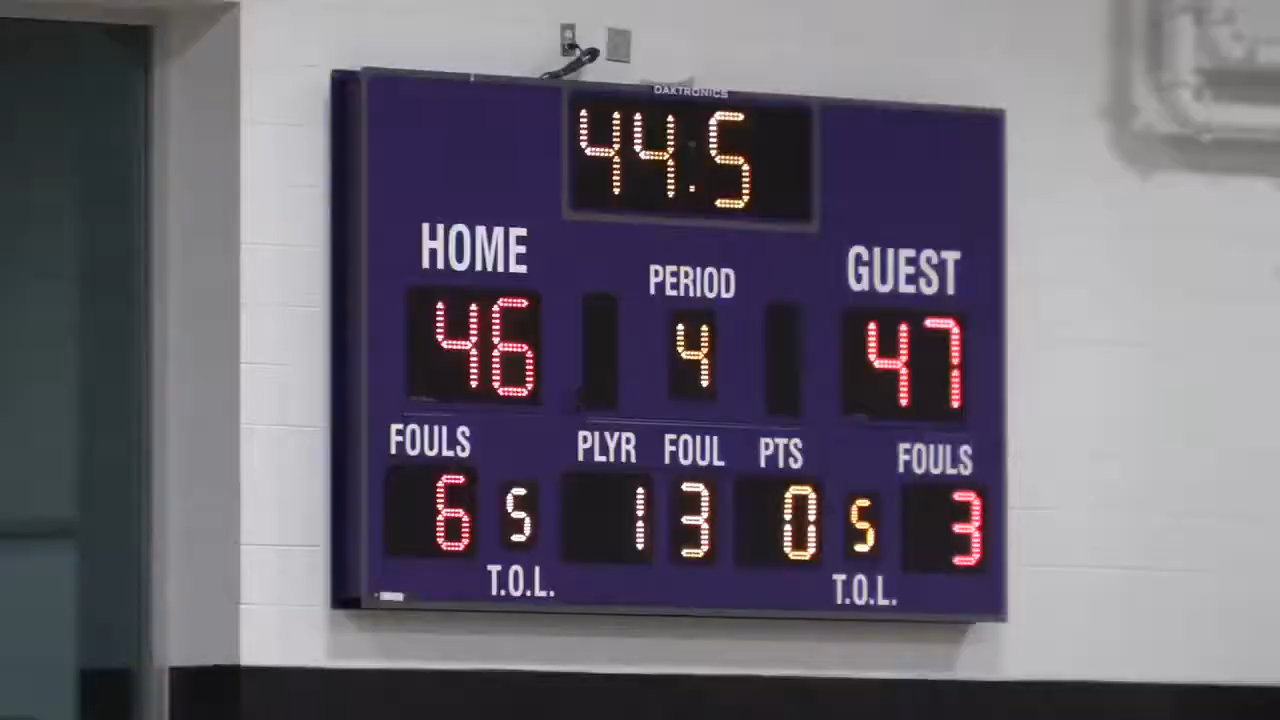 DAKTRONICS
44.5
HOME
PERIOD
GUEST
46
4
47
FOULS
PLYR
FOUL
PTS
FOULS
6
5
1
3
0
5
3
T.O.L.
T.O.L.